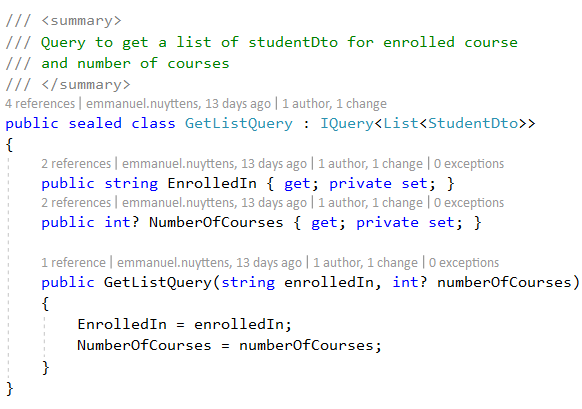 /// <summary>
/// Query to get a list of studentDto for enrolled course
/// and number of courses
/// </summary>
4 references | emmanuel.nuyttens, 13 days ago | 1 author, 1 change
public sealed class GetListQuery : IQuery<List<StudentDto>>
{
2 references | emmanuel.nuyttens, 13 days ago | 1 author, 1 change | 0 exceptions
public string EnrolledIn { get; private set; }
2 references | emmanuel.nuyttens, 13 days ago | 1 author, 1 change | 0 exceptions
public int? NumberOfCourses { get; private set; }
1 reference | emmanuel.nuyttens, 13 days ago | 1 author, 1 change | 0 exceptions
public GetListQuery(string enrolledIn, int? numberOfCourses)
{
EnrolledIn = enrolledIn;
NumberOfCourses = numberOfCourses;
}
}